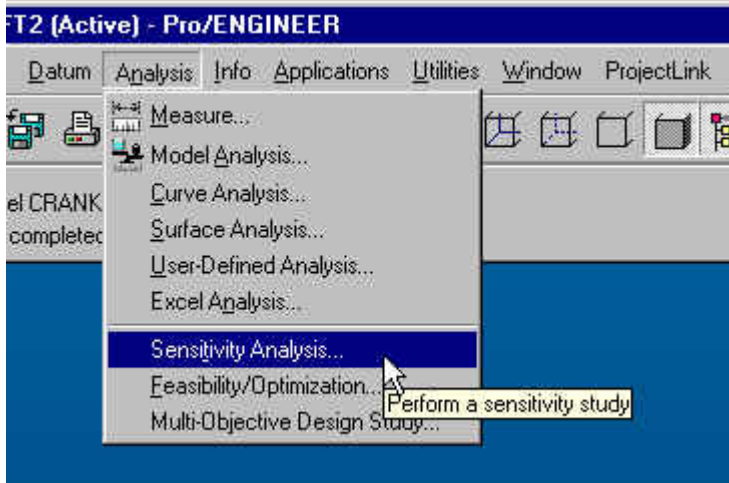 FT2 (Active) - Pro/ENGINEER
Datum Analysis Info Applications Utilities Window ProjectLink
Measure...
Model Analysis...
el CRANK
Curve Analysis...
completed
Surface Analysis...
User-Defined Analysis...
Excel Analysis...
Sensitivity Analysis...
Feasibility/Optimization...
Perform a sensitivity study
Multi-Objective Design Study...